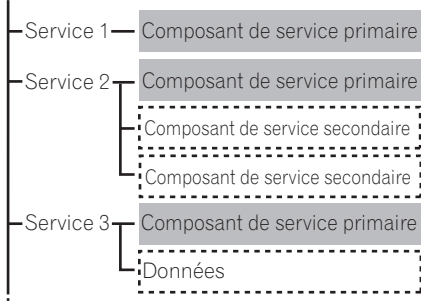 Service 1 Composant de service primaire
Service 2 Composant de service primaire
Composant de service secondaire
Composant de service secondaire
Service 3 Composant de service primaire
Données